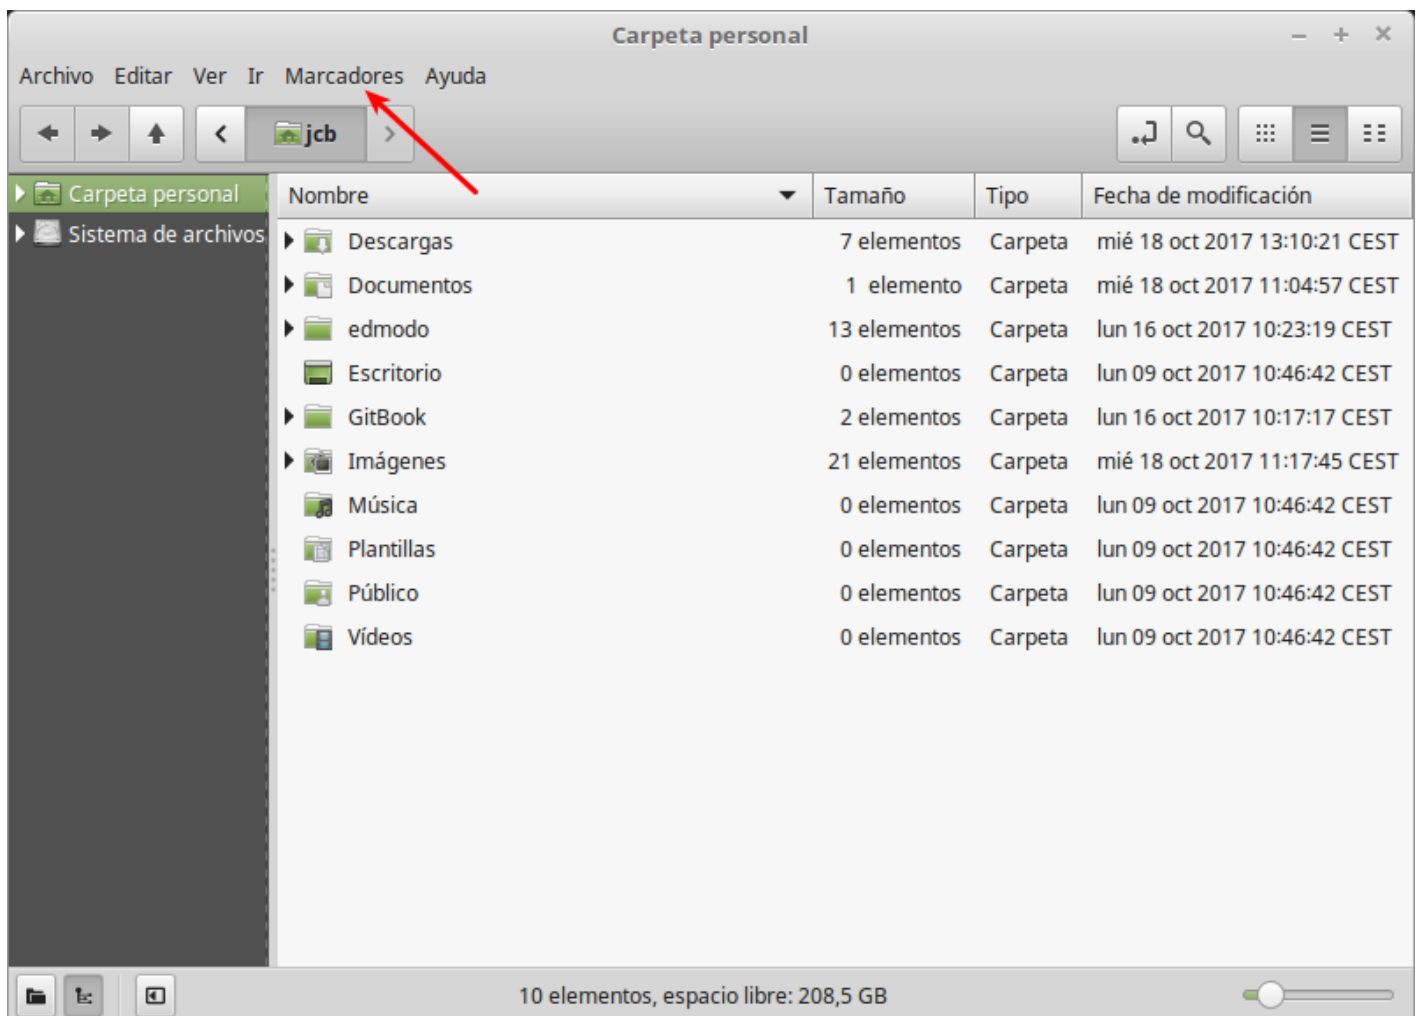 Carpeta personal
Archivo Editar Ver Ir Marcadores Ayuda
jcb
Carpeta personal
Sistema de archivos
Nombre Tamaño Tipo Fecha de modificación
Descargas 7 elementos Carpeta mié 18 oct 2017 13:10:21 CEST
Documentos 1 elemento Carpeta mié 18 oct 2017 11:04:57 CEST
edmodo 13 elementos Carpeta lun 16 oct 2017 10:23:19 CEST
Escritorio 0 elementos Carpeta lun 09 oct 2017 10:46:42 CEST
GitBook 2 elementos Carpeta lun 16 oct 2017 10:17:17 CEST
Imágenes 21 elementos Carpeta mié 18 oct 2017 11:17:45 CEST
Música 0 elementos Carpeta lun 09 oct 2017 10:46:42 CEST
Plantillas 0 elementos Carpeta lun 09 oct 2017 10:46:42 CEST
Público 0 elementos Carpeta lun 09 oct 2017 10:46:42 CEST
Vídeos 0 elementos Carpeta lun 09 oct 2017 10:46:42 CEST
10 elementos, espacio libre: 208,5 GB